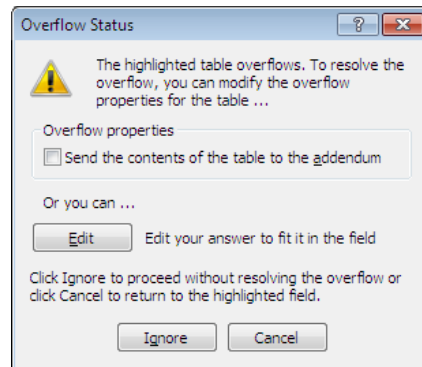 Overflow Status
The highlighted table overflows. To resolve the
overflow, you can modify the overflow
properties for the table ...
Overflow properties
Send the contents of the table to the addendum
Or you can ...
Edit Edit your answer to fit it in the field
Click Ignore to proceed without resolving the overflow or
click Cancel to return to the highlighted field.
Ignore Cancel